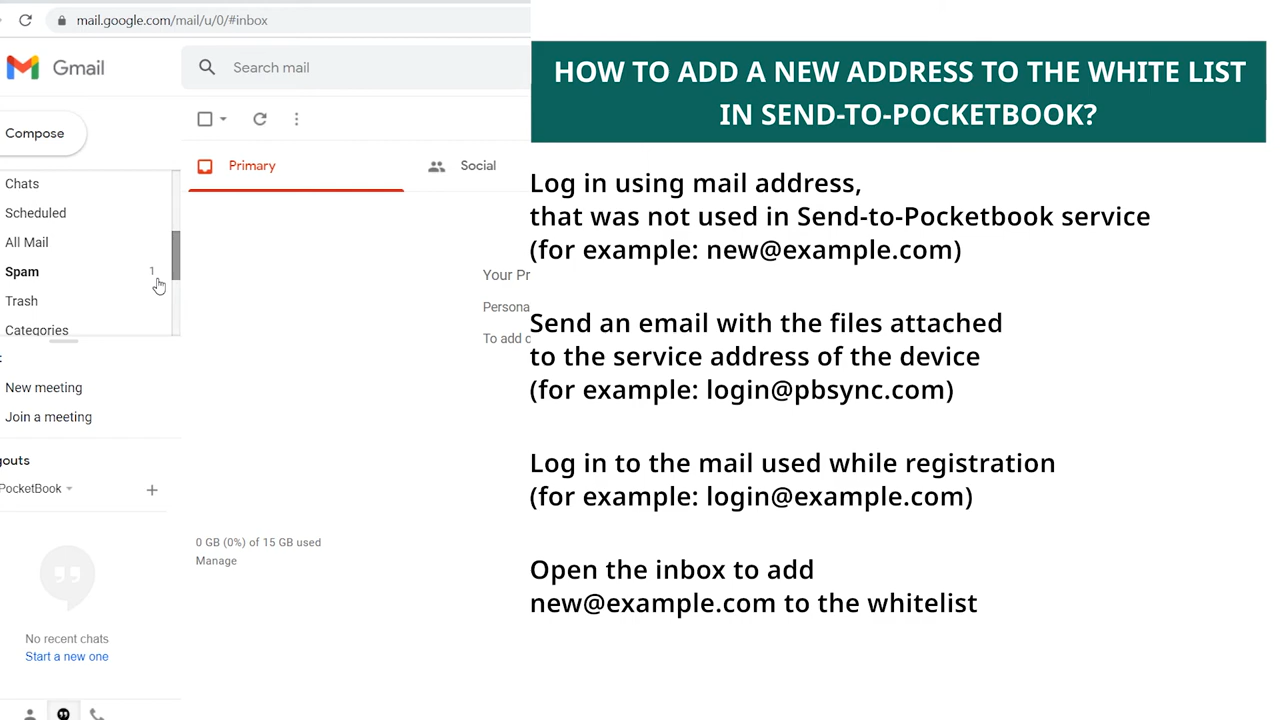 mail.google.com/mail/u/0/#inbox
Gmail
Search mail
Compose
Chats
Scheduled
All Mail
Spam 1
Trash
Categories
New meeting
Join a meeting
PocketBook
No recent chats
Start a new one
Primary
Social
Your
To add
0 GB (0%) of 15 GB used
Manage
HOW TO ADD A NEW ADDRESS TO THE WHITE LIST
IN SEND-TO-POCKETBOOK?
Log in using mail address,
that was not used in Send-to-Pocketbook service
(for example: new@example.com)
Send an email with the files attached
to the service address of the device
(for example: login@pbsync.com)
Log in to the mail used while registration
(for example: login@example.com)
Open the inbox to add
new@example.com to the whitelist